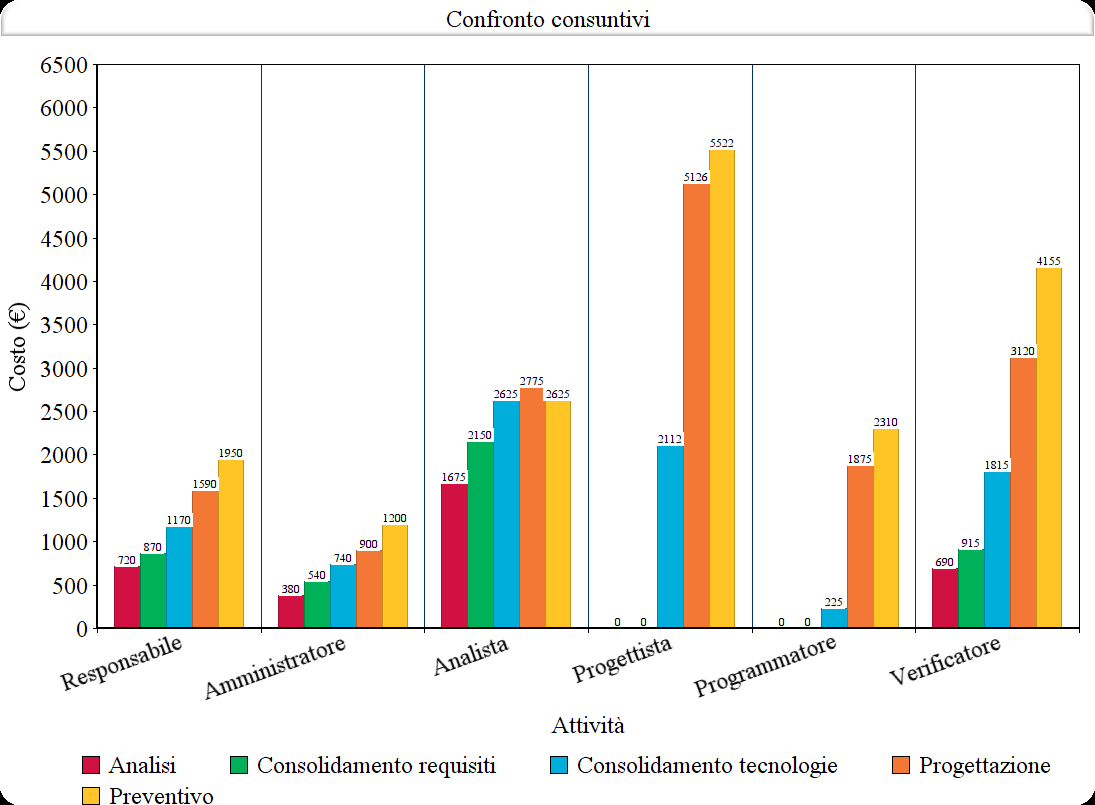 Confronto consuntivi
6500
6000
5500
5000
4500
4000
3500
3000
2500
2000
1500
1000
500
0
Costo (€)
720 870 1170 1590 1950
380 540 740 900 1200
1675 2150 2625 2775 2625
0 0 2112 5126 5522
0 0 225 1875 2310
690 915 1815 3120 4155
Responsabile Amministratore Analista Progettista Programmatore Verificatore
Attività
Analisi Consolidamento requisiti Consolidamento tecnologie Progettazione
Preventivo